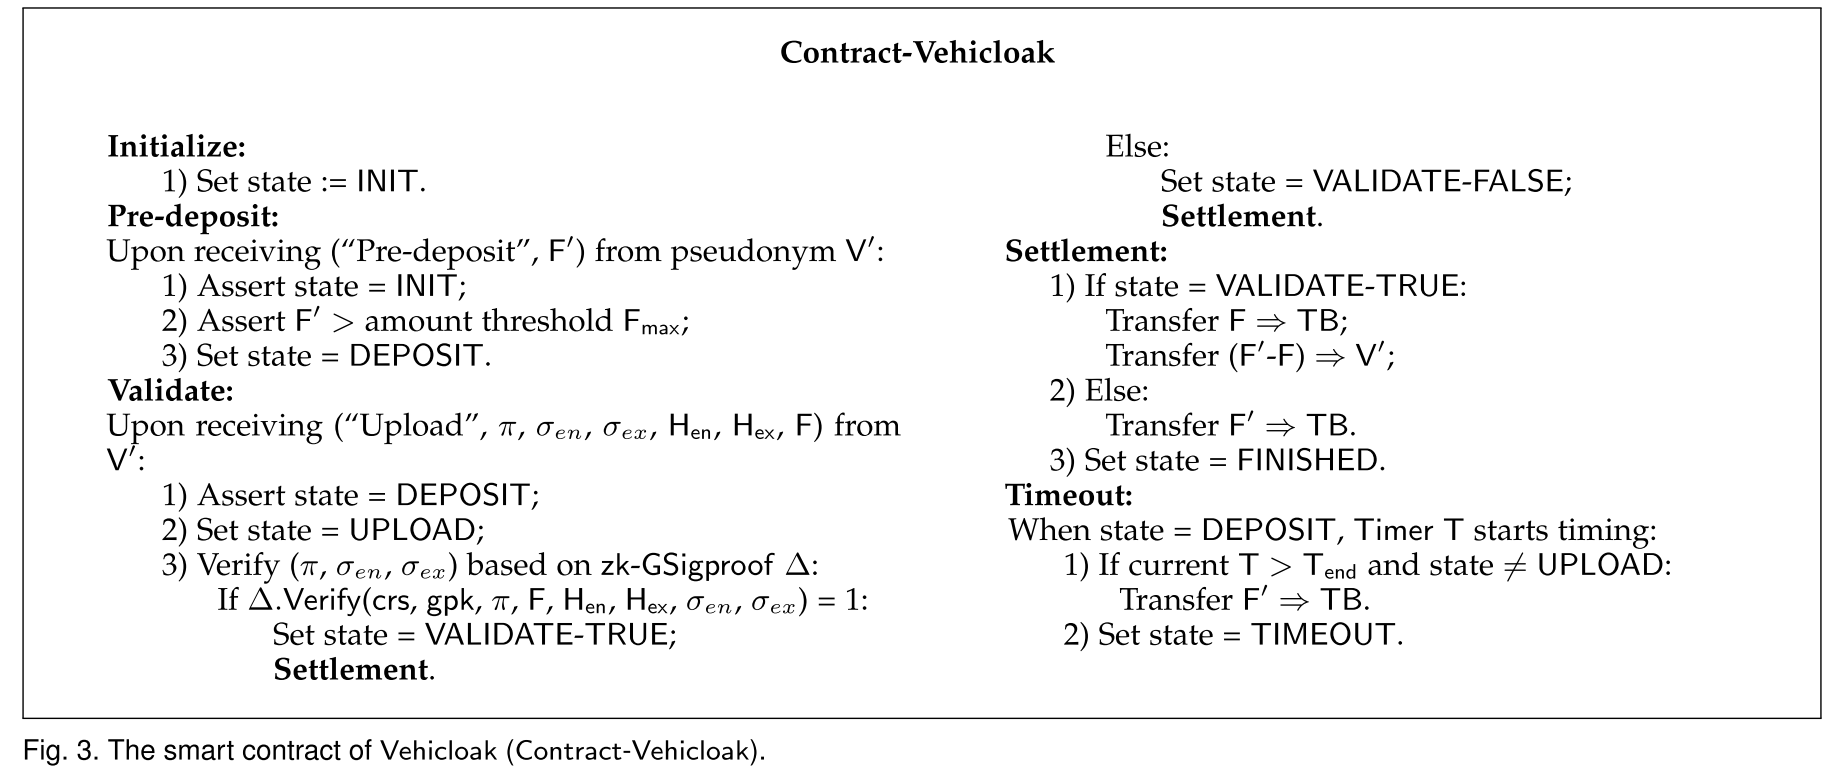 Contract-Vehicloak
Initialize:
1) Set state := INIT.
Pre-deposit:
Upon receiving (“Pre-deposit”, F′) from pseudonym V′:
1) Assert state = INIT;
2) Assert F′ > amount threshold Fmax;
3) Set state = DEPOSIT.
Validate:
Upon receiving (“Upload”, π, σen, σex, Hen, Hex, F) from
V′:
1) Assert state = DEPOSIT;
2) Set state = UPLOAD;
3) Verify (π, σen, σex) based on zk-GSigproof Δ:
If Δ.Verify(crs, gpk, π, F, Hen, Hex, σen, σex) = 1:
Set state = VALIDATE-TRUE;
Settlement.
Else:
Set state = VALIDATE-FALSE;
Settlement.
Settlement:
1) If state = VALIDATE-TRUE:
Transfer F ⇒ TB;
Transfer (F′-F) ⇒ V′;
2) Else:
Transfer F′ ⇒ TB.
3) Set state = FINISHED.
Timeout:
When state = DEPOSIT, Timer T starts timing:
1) If current T > Tend and state ≠ UPLOAD:
Transfer F′ ⇒ TB.
2) Set state = TIMEOUT.
Fig. 3. The smart contract of Vehicloak (Contract-Vehicloak).